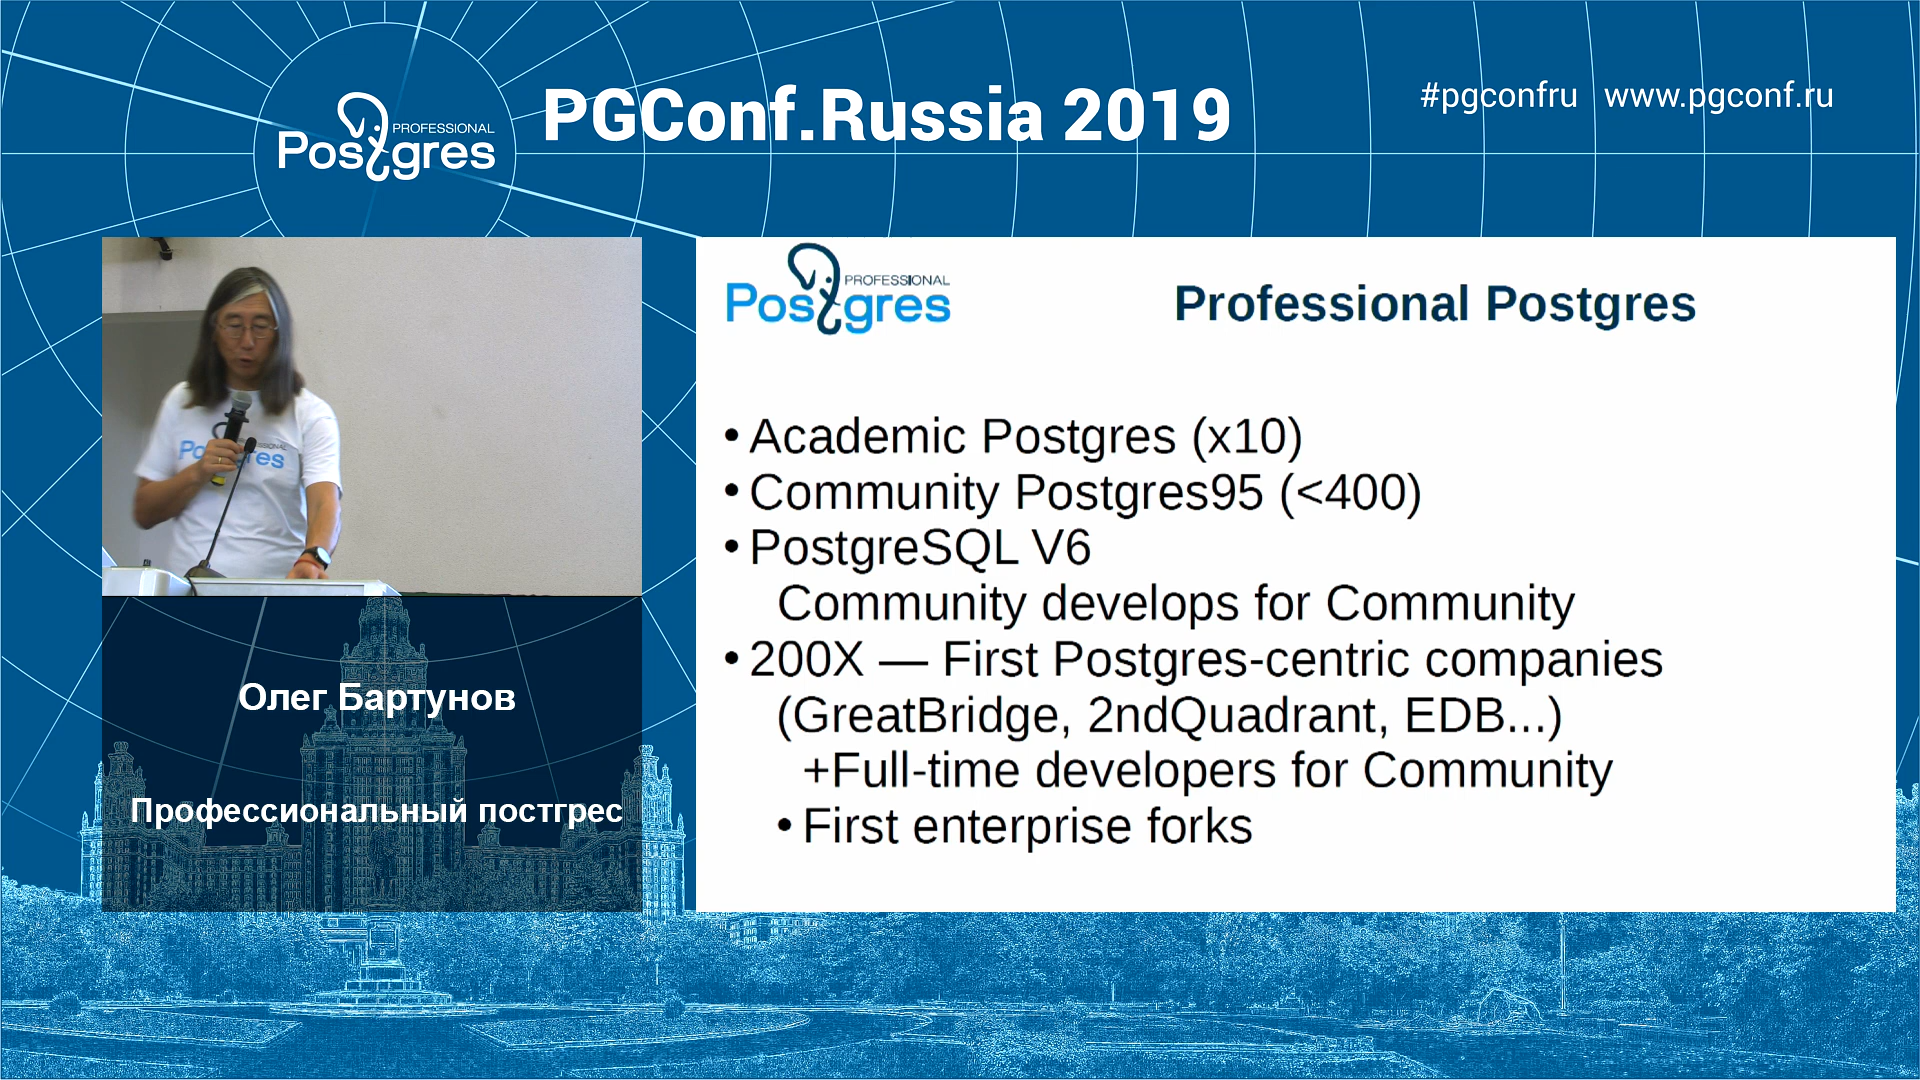 PROFESSIONAL
Postgres
PGConf.Russia 2019
#pgconfru www.pgconf.ru
PROFESSIONAL
Postgres
Professional Postgres
• Academic Postgres (x10)
• Community Postgres95 (<400)
• PostgreSQL V6
Community develops for Community
• 200X — First Postgres-centric companies
(GreatBridge, 2ndQuadrant, EDB...)
+Full-time developers for Community
• First enterprise forks
Олег Бартунов
Профессиональный постгрес